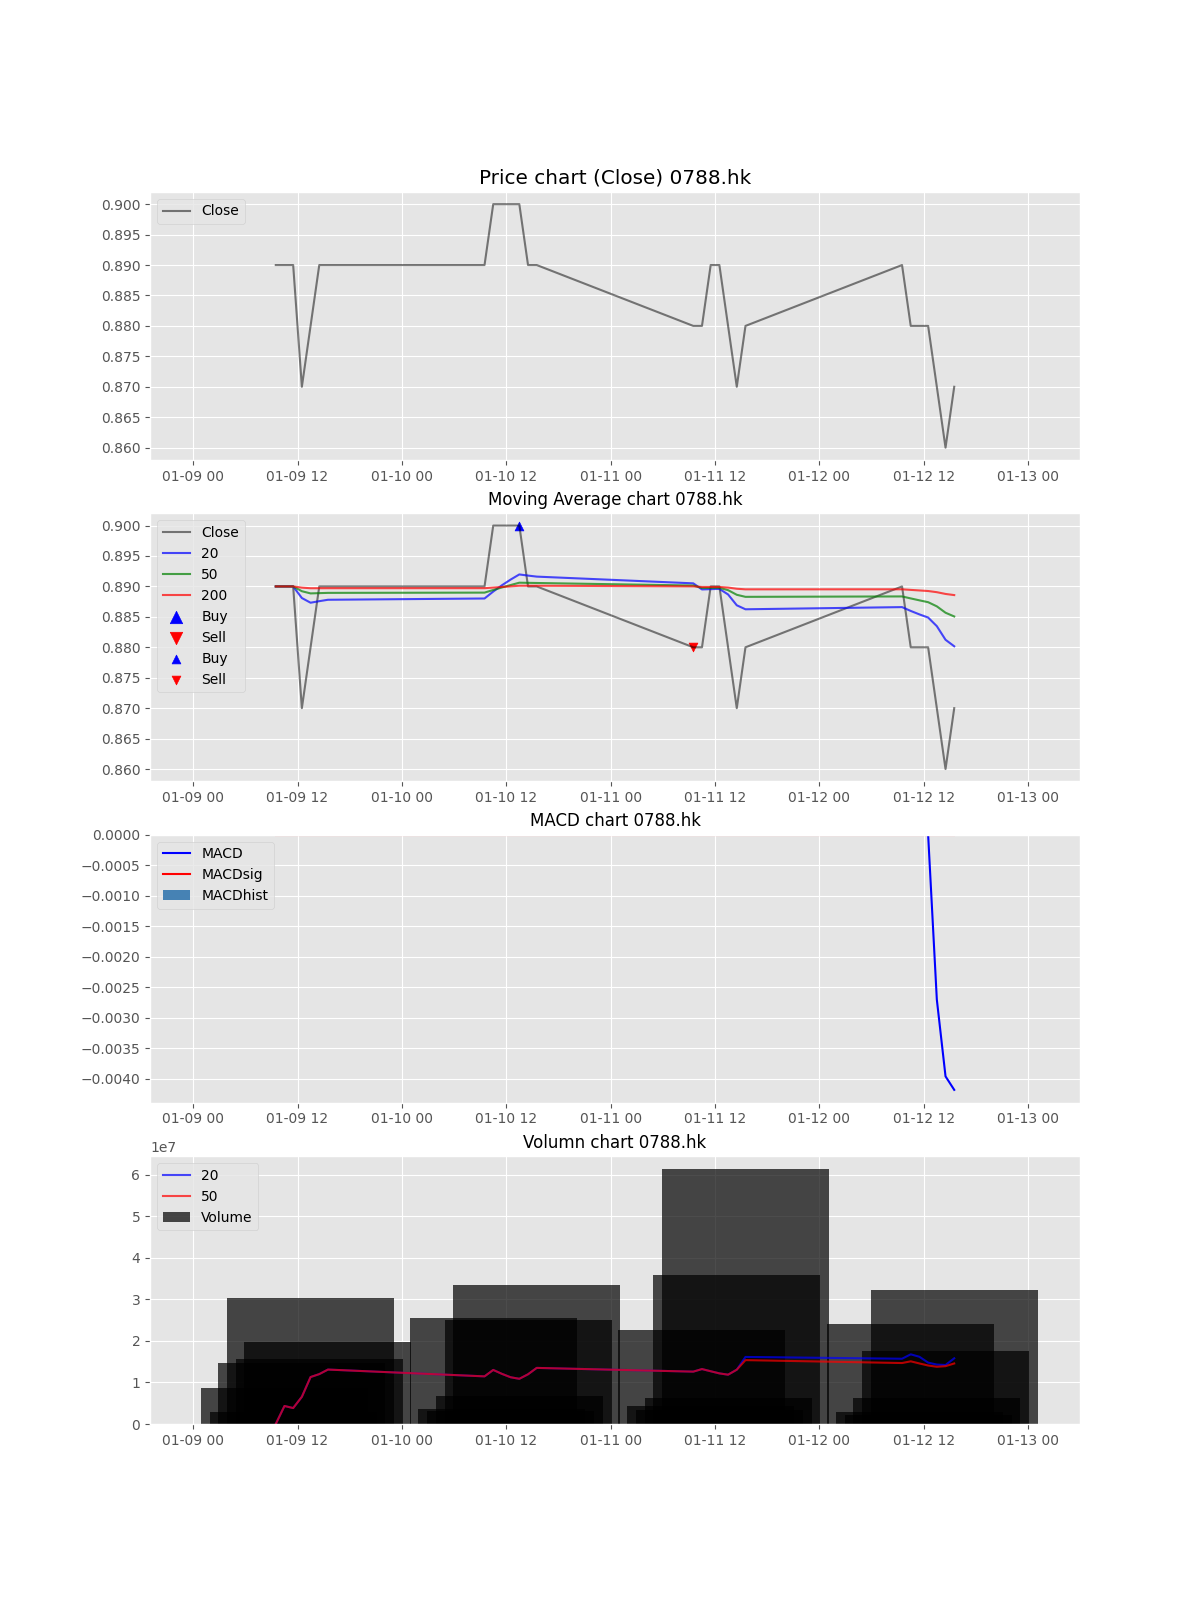 Price chart (Close) 0788.hk
Close
0.900
0.895
0.890
0.885
0.880
0.875
0.870
0.865
0.860
01-09 00 01-09 12 01-10 00 01-10 12 01-11 00 01-11 12 01-12 00 01-12 12 01-13 00
Moving Average chart 0788.hk
Close
20
50
200
Buy
Sell
Buy
Sell
0.900
0.895
0.890
0.885
0.880
0.875
0.870
0.865
0.860
01-09 00 01-09 12 01-10 00 01-10 12 01-11 00 01-11 12 01-12 00 01-12 12 01-13 00
MACD chart 0788.hk
MACD
MACDsig
MACDhist
0.0000
−0.0005
−0.0010
−0.0015
−0.0020
−0.0025
−0.0030
−0.0035
−0.0040
01-09 00 01-09 12 01-10 00 01-10 12 01-11 00 01-11 12 01-12 00 01-12 12 01-13 00
Volumn chart 0788.hk
1e7
20
50
Volume
6
5
4
3
2
1
0
01-09 00 01-09 12 01-10 00 01-10 12 01-11 00 01-11 12 01-12 00 01-12 12 01-13 00